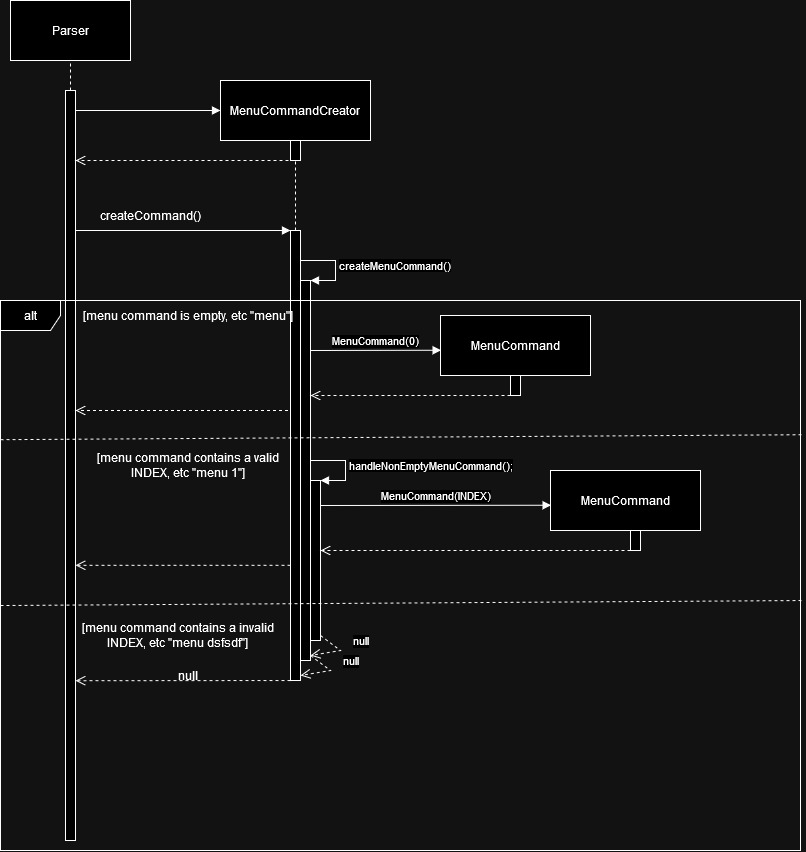 Parser
MenuCommandCreator
createCommand()
createMenuCommand()
alt
[menu command is empty, etc "menu"]
MenuCommand(0)
MenuCommand
[menu command contains a valid
INDEX, etc "menu 1"]
handleNonEmptyMenuCommand();
MenuCommand(INDEX)
MenuCommand
[menu command contains a invalid
INDEX, etc "menu dsfsdf"]
null
null
null